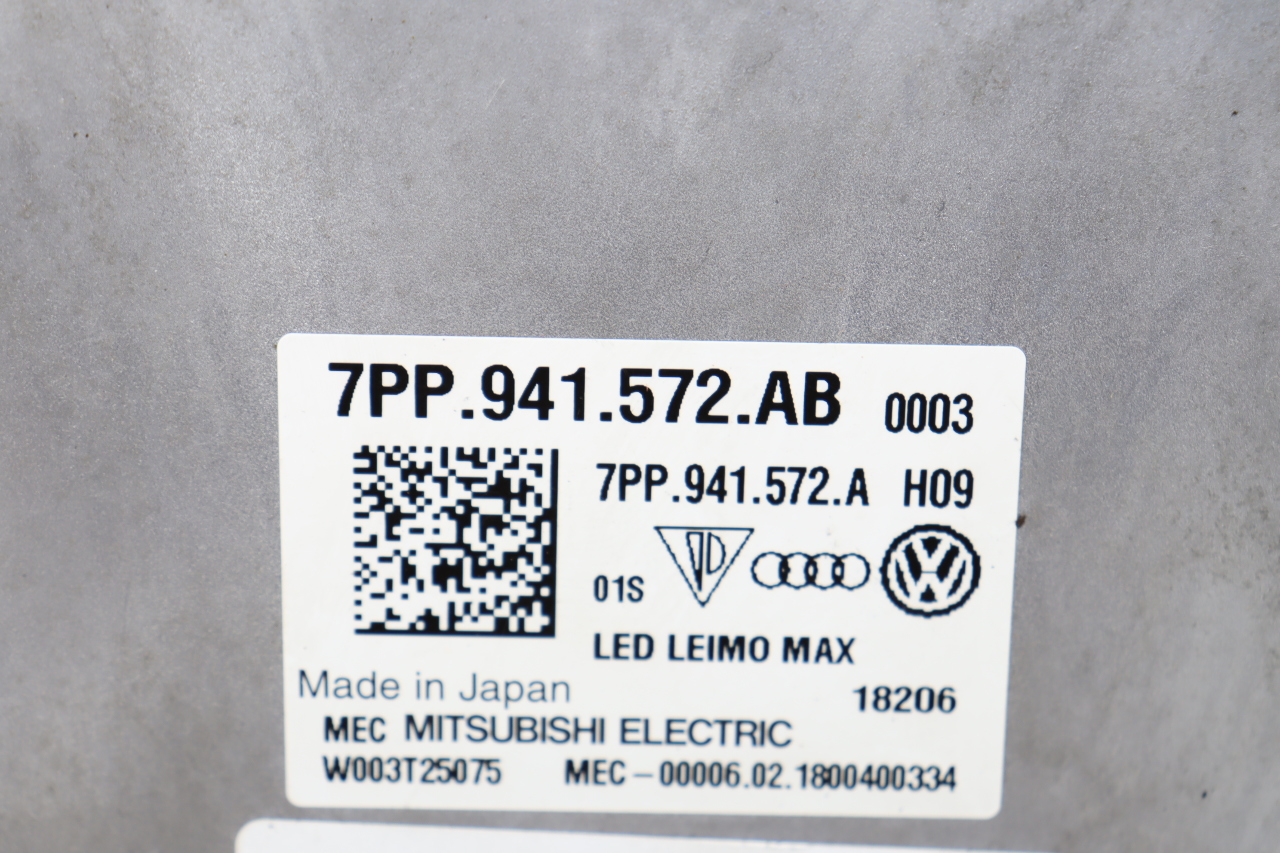 7PP.941.572.AB 0003
7PP.941.572.A H09
01S
LED LEIMO MAX
Made in Japan 18206
MEC MITSUBISHI ELECTRIC
W003T25075 MEC-00006.02.1800400334